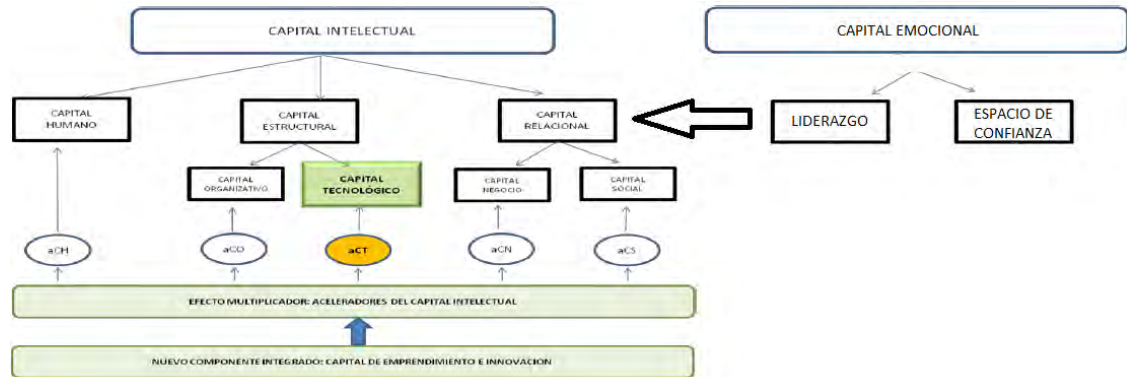 CAPITAL INTELECTUAL
CAPITAL EMOCIONAL
CAPITAL
HUMANO
CAPITAL
ESTRUCTURAL
CAPITAL
RELACIONAL
LIDERAZGO
ESPACIO DE
CONFIANZA
CAPITAL
ORGANIZATIVO
CAPITAL
TECNOLÓGICO
CAPITAL
NEGOCIO
CAPITAL
SOCIAL
aCH
aCO
aCT
aCN
aCS
EFECTO MULTIPLICADOR: ACELERADORES DEL CAPITAL INTELECTUAL
NUEVO COMPONENTE INTEGRADO: CAPITAL DE EMPRENDIMIENTO E INNOVACION